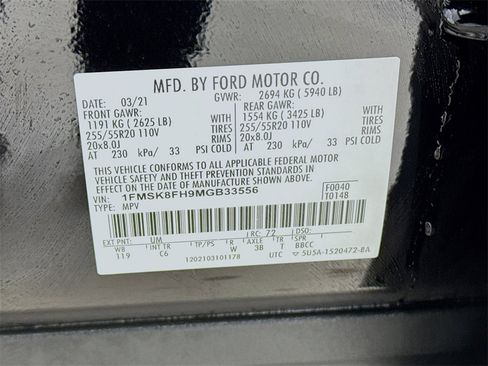 MFD. BY FORD MOTOR CO.
DATE: 03/21 GVWR: 2694 KG ( 5940 LB)
FRONT GAWR: REAR GAWR:
1191 KG ( 2625 LB) WITH 1554 KG ( 3425 LB) WITH
255/55R20 110V TIRES 255/55R20 110V TIRES
20x8.0J RIMS 20x8.0J RIMS
AT 230 kPa/ 33 PSI COLD AT 230 kPa/ 33 PSI COLD
THIS VEHICLE CONFORMS TO ALL APPLICABLE FEDERAL MOTOR
VEHICLE SAFETY AND THEFT PREVENTION STANDARDS IN EFFECT ON THE
DATE OF MANUFACTURE SHOWN ABOVE.
VIN: 1FMSK8FH9MGB33556 F0040
TYPE: MPV T0148
EXT PNT: UM RC: 72 DSO:
WB INT TR TP/PS R AXLE TR SPR
119 C6 W 3B T BBCC
1202103101178 UTC 5USA-1520472-BA